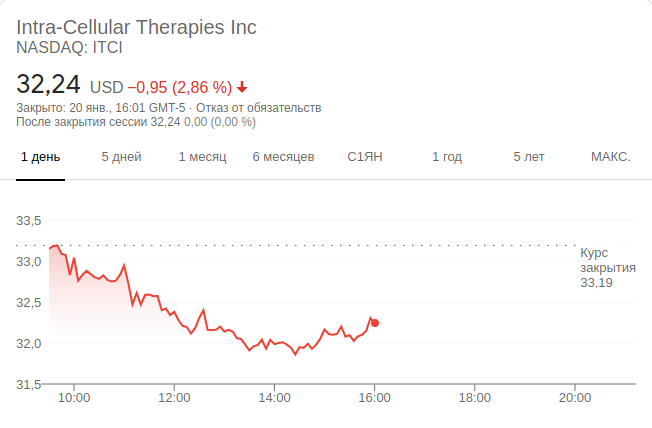 Intra-Cellular Therapies Inc
NASDAQ: ITCI
32,24 USD −0,95 (2,86 %)
Закрыто: 20 янв., 16:01 GMT-5 · Отказ от обязательств
После закрытия сессии 32,24 0,00 (0,00 %)
1 день 5 дней 1 месяц 6 месяцев С1ЯН 1 год 5 лет МАКС.
33,5
Курс
закрытия
33,19
33,0
32,5
32,0
31,5
10:00 12:00 14:00 16:00 18:00 20:00